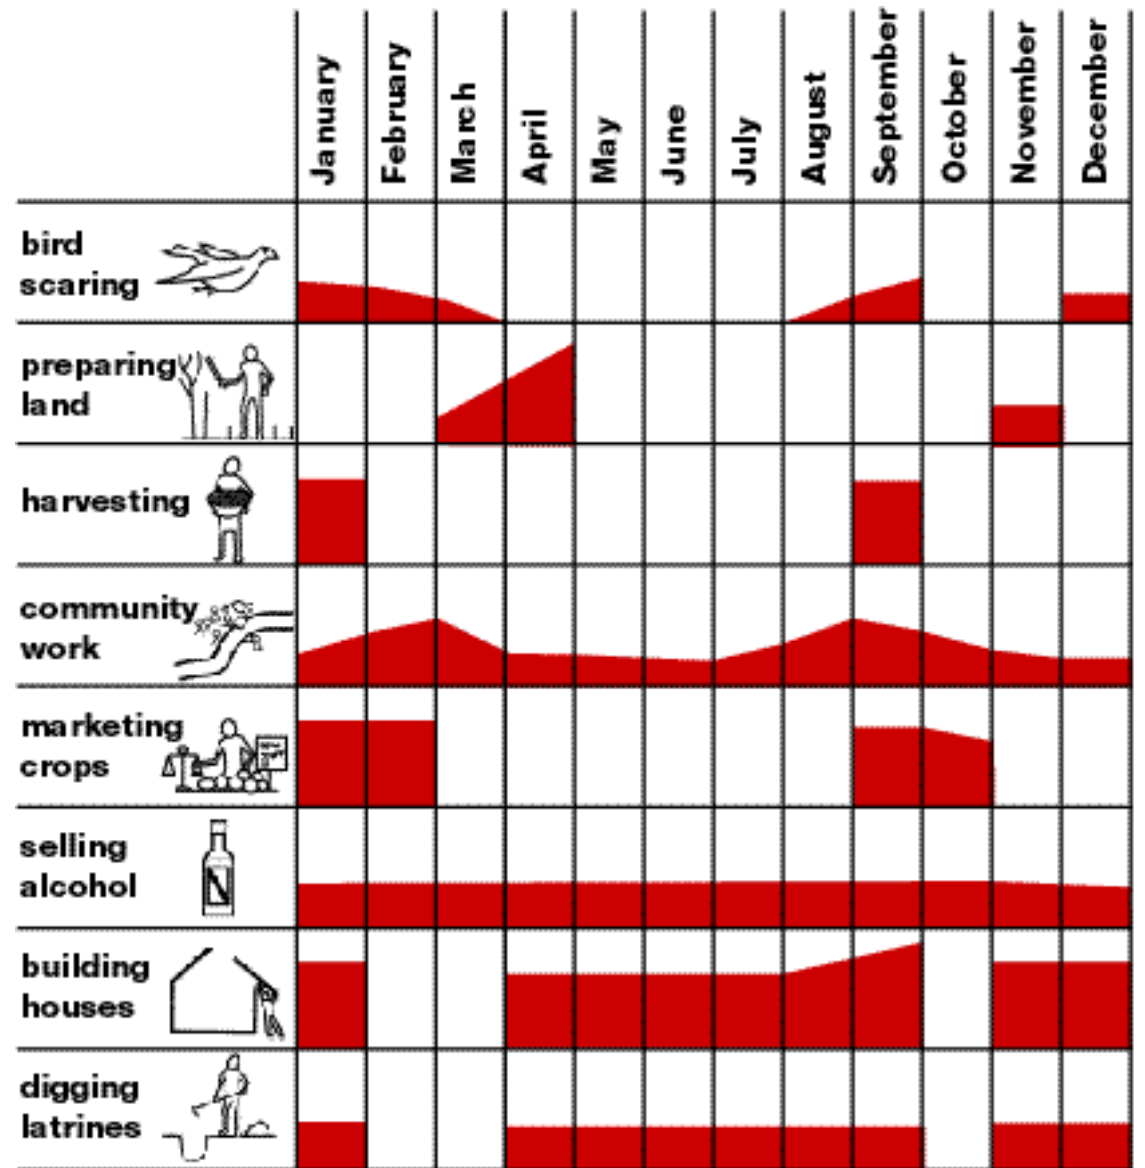 January
February
March
April
May
June
July
August
September
October
November
December
bird
scaring
preparing
land
harvesting
community
work
marketing
crops
selling
alcohol
building
houses
digging
latrines